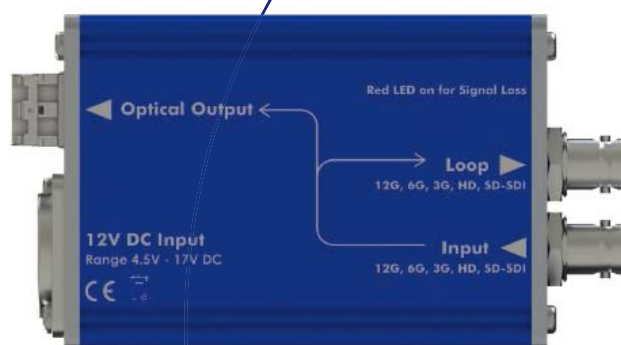 Red LED on for Signal Loss
Optical Output
Loop
12G, 6G, 3G, HD, SD-SDI
12V DC Input
Range 4.5V - 17V DC
Input
12G, 6G, 3G, HD, SD-SDI
CE